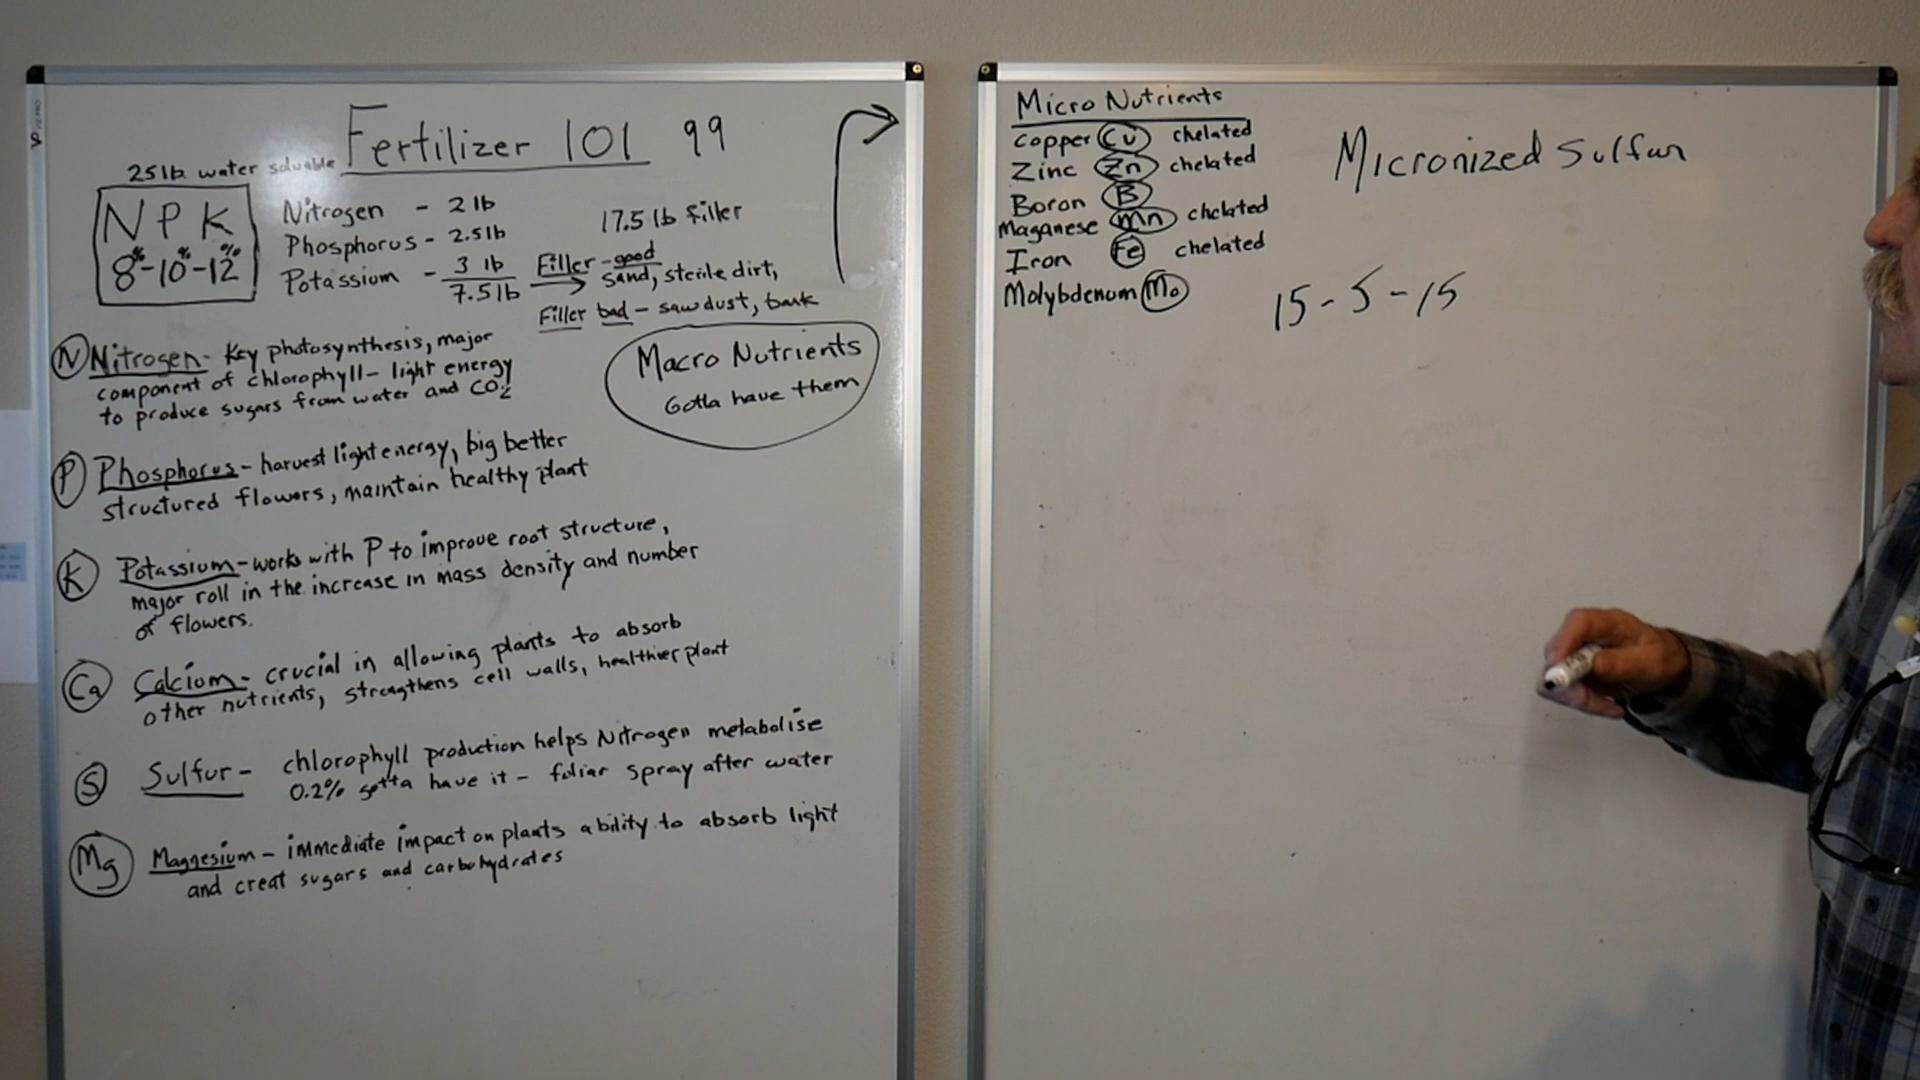 Fertilizer 101 99
25lb water soluable
N P K
8%-10%-12%
Nitrogen - 2 lb
Phosphorus - 2.5lb
Potassium - 3 lb
7.5lb
17.5 lb filler
Filler - good
sand, sterile dirt,
Filler bad - sawdust, bark
Macro Nutrients
Gotta have them
N Nitrogen - Key photosynthesis, major
component of chlorophyll - light energy
to produce sugars from water and CO2
P Phosphorus - harvest light energy, big better
structured flowers, maintain healthy plant
K Potassium - works with P to improve root structure,
major roll in the increase in mass density and number
of flowers.
Ca Calcium - crucial in allowing plants to absorb
other nutrients, strengthens cell walls, healthier plant
S Sulfur - chlorophyll production helps Nitrogen metabolise
0.2% gotta have it - foliar spray after water
Mg Magnesium - immediate impact on plants ability to absorb light
and creat sugars and carbohydrates
Micro Nutrients
Copper Cu chelated
Zinc Zn chelated
Boron B
Maganese Mn chelated
Iron Fe chelated
Molybdenum Mo
Micronized Sulfur
15-5-15